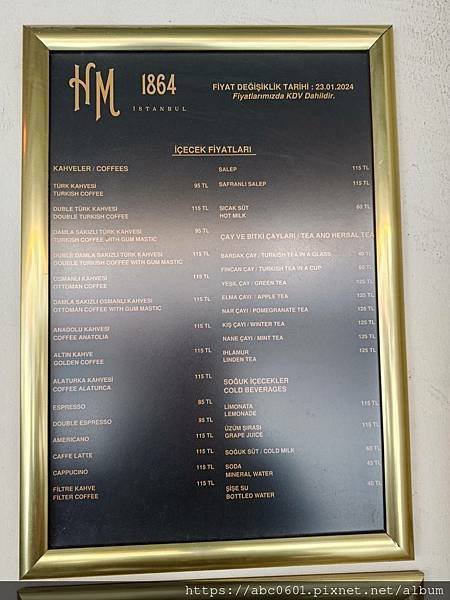 HM 1864
İSTANBUL
FİYAT DEĞİŞİKLİK TARİHİ : 23.01.2024
Fiyatlarımızda KDV Dahildir.
İÇECEK FİYATLARI
KAHVELER / COFFEES
TÜRK KAHVESİ 95 TL
TURKISH COFFEE
DUBLE TÜRK KAHVESİ 115 TL
DOUBLE TURKISH COFFEE
DAMLA SAKIZLI TÜRK KAHVESİ 95 TL
TURKISH COFFEE WITH GUM MASTIC
DUBLE DAMLA SAKIZLI TÜRK KAHVESİ 115 TL
DOUBLE TURKISH COFFEE WITH GUM MASTIC
OSMANLI KAHVESİ 115 TL
OTTOMAN COFFEE
DAMLA SAKIZLI OSMANLI KAHVESİ 115 TL
OTTOMAN COFFEE WITH GUM MASTIC
ANADOLU KAHVESİ 115 TL
COFFEE ANATOLIA
ALTIN KAHVE 115 TL
GOLDEN COFFEE
ALATURKA KAHVESİ 115 TL
COFFEE ALATURCA
ESPRESSO 85 TL
DOUBLE ESPRESSO 95 TL
AMERICANO 115 TL
CAFFE LATTE 115 TL
CAPPUCINO 115 TL
FİLTRE KAHVE 115 TL
FİLTER COFFEE
SALEP 115 TL
SAFRANLI SALEP 115 TL
SICAK SÜT 60 TL
HOT MILK
ÇAY VE BİTKİ ÇAYLARI / TEA AND HERBAL TEA
BARDAK ÇAY / TURKISH TEA IN A GLASS 40 TL
FİNCAN ÇAY / TURKISH TEA IN A CUP 60 TL
YEŞİL ÇAY / GREEN TEA 125 TL
ELMA ÇAYI / APPLE TEA 125 TL
NAR ÇAYI / POMEGRANATE TEA 125 TL
KIŞ ÇAYI / WINTER TEA 125 TL
NANE ÇAYI / MINT TEA 125 TL
IHLAMUR 125 TL
LINDEN TEA
SOĞUK İÇECEKLER
COLD BEVERAGES
LİMONATA 115 TL
LEMONADE
ÜZÜM ŞIRASI 115 TL
GRAPE JUICE
SOĞUK SÜT / COLD MILK 60 TL
SODA 45 TL
MINERAL WATER
ŞİŞE SU 40 TL
BOTTLED WATER
https://abc0601.pixnet.net/album